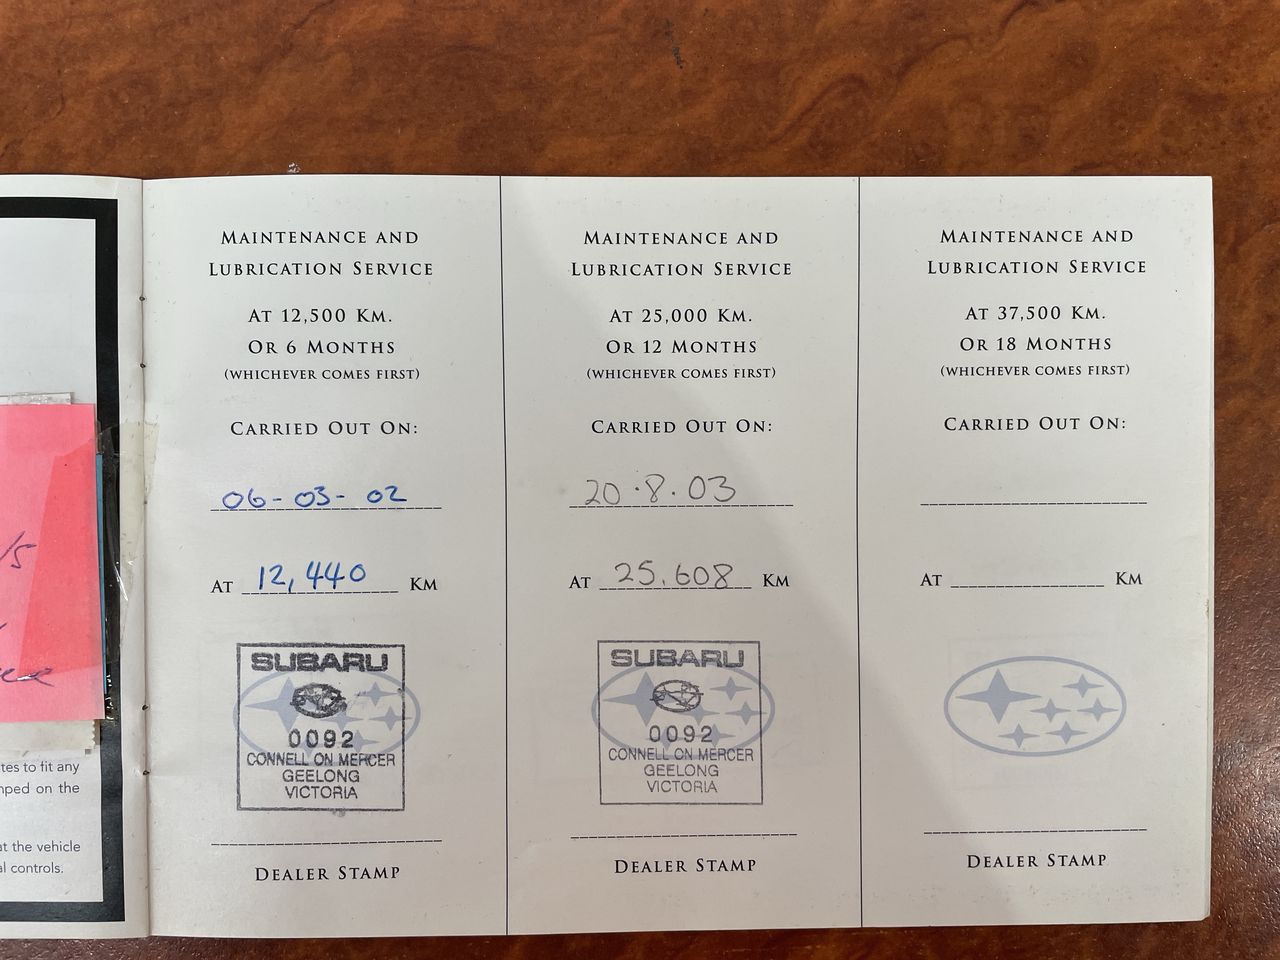 /5
tes to fit any
mped on the
at the vehicle
al controls.
MAINTENANCE AND
LUBRICATION SERVICE
AT 12,500 KM.
OR 6 MONTHS
(WHICHEVER COMES FIRST)
CARRIED OUT ON:
06-03-02
AT 12,440 KM
SUBARU
0092
CONNELL ON MERCER
GEELONG
VICTORIA
DEALER STAMP
MAINTENANCE AND
LUBRICATION SERVICE
AT 25,000 KM.
OR 12 MONTHS
(WHICHEVER COMES FIRST)
CARRIED OUT ON:
20.8.03
AT 25.608 KM
SUBARU
0092
CONNELL ON MERCER
GEELONG
VICTORIA
DEALER STAMP
MAINTENANCE AND
LUBRICATION SERVICE
AT 37,500 KM.
OR 18 MONTHS
(WHICHEVER COMES FIRST)
CARRIED OUT ON:
AT KM
DEALER STAMP